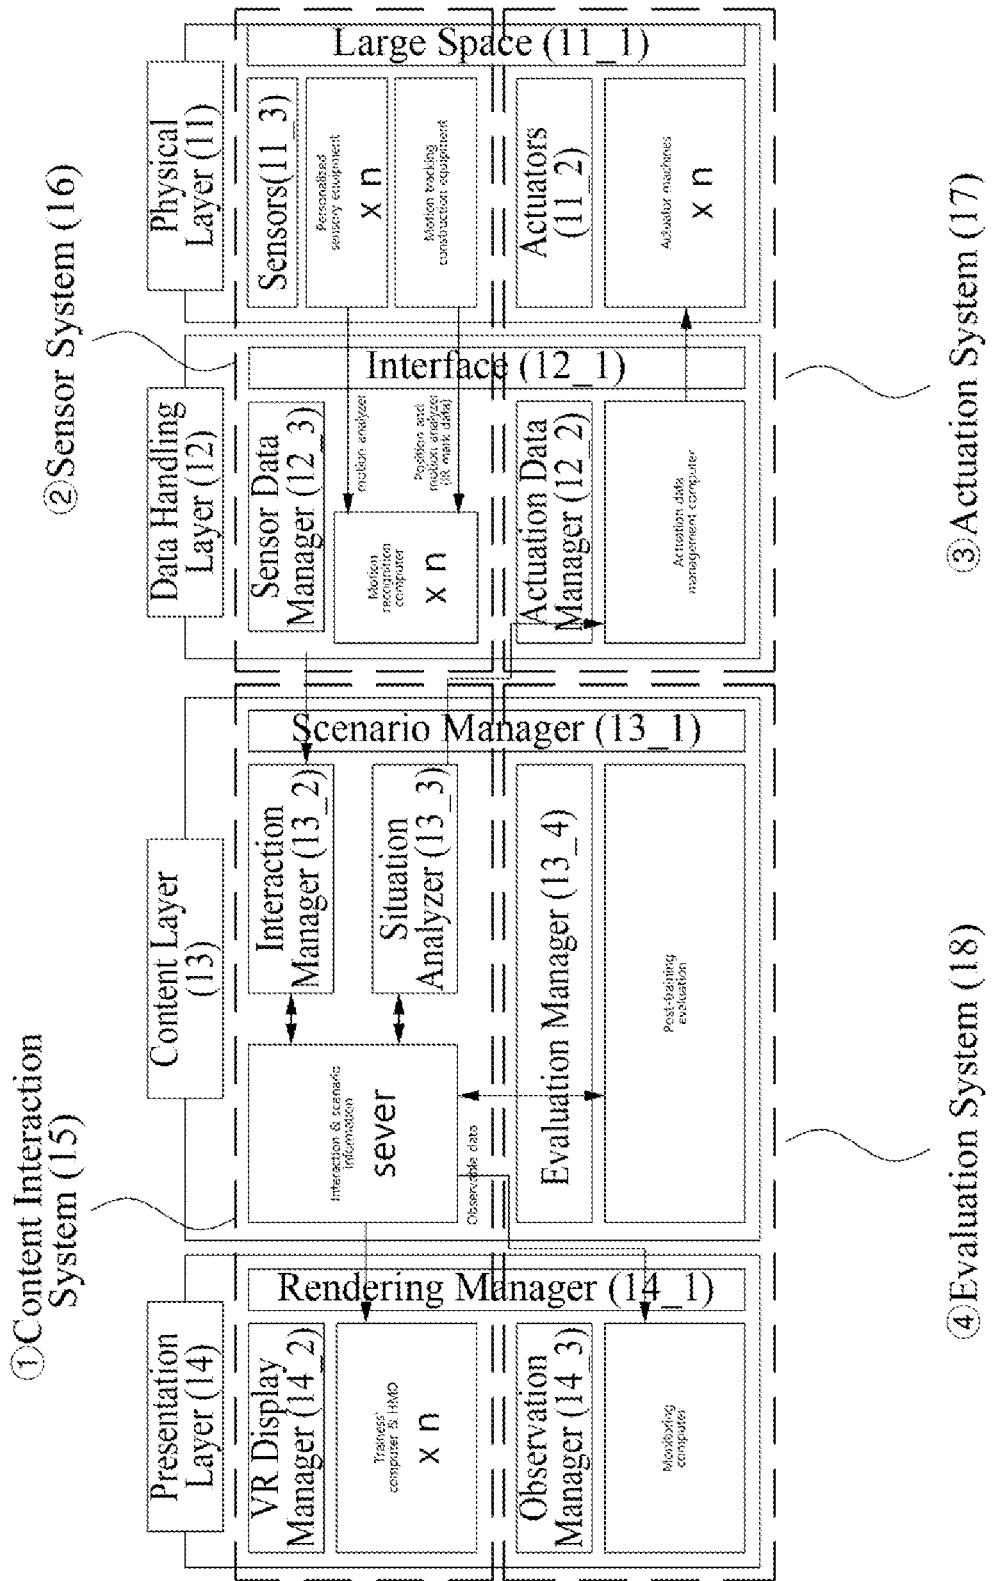 ①Content Interaction
System (15)
②Sensor System (16)
Presentation
Layer (14)
Content Layer
(13)
Data Handling
Layer (12)
Physical
Layer (11)
Rendering Manager (14_1)
VR Display
Manager (14_2)
computer & HMD
x n
Observation
Manager (14_3)
Monitoring
computer
Scenario Manager (13_1)
Interaction
Manager (13_2)
Situation
Analyzer (13_3)
Interaction & scenario
information
sever
Observable data
Evaluation Manager (13_4)
Post-training
evaluation
Interface (12_1)
Sensor Data
Manager (12_3)
motion analyzer
Position and
motion analyzer
(IR mark data)
Motion
recognition
computer
x n
Actuation Data
Manager (12_2)
Actuation data
management computer
Large Space (11_1)
Sensors(11_3)
Personalized
sensory equipment
x n
Motion tracking
construction equipment
Actuators
(11_2)
Actuator machines
x n
④Evaluation System (18)
③Actuation System (17)